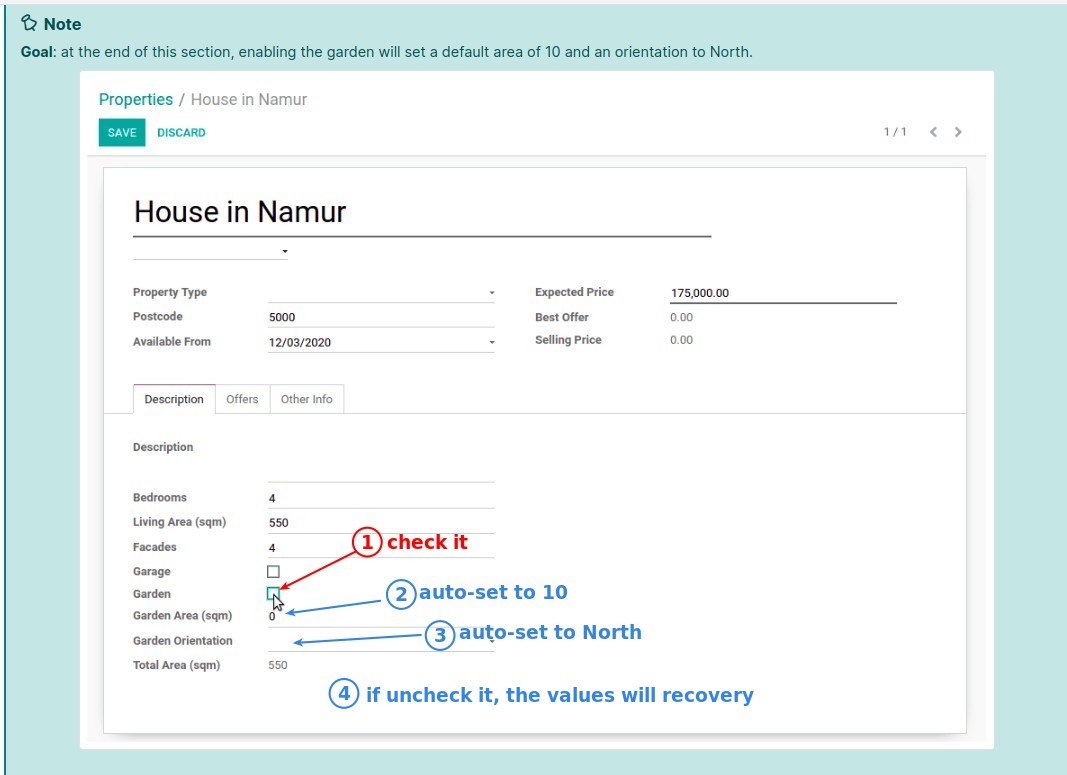 Note
Goal: at the end of this section, enabling the garden will set a default area of 10 and an orientation to North.
Properties / House in Namur
SAVE DISCARD 1 / 1
House in Namur
Property Type Expected Price 175,000.00
Postcode 5000 Best Offer 0.00
Available From 12/03/2020 Selling Price 0.00
Description Offers Other Info
Description
Bedrooms 4
Living Area (sqm) 550
Facades 4
1 check it
Garage
Garden
2 auto-set to 10
Garden Area (sqm) 0
3 auto-set to North
Garden Orientation
Total Area (sqm) 550
4 if uncheck it, the values will recovery